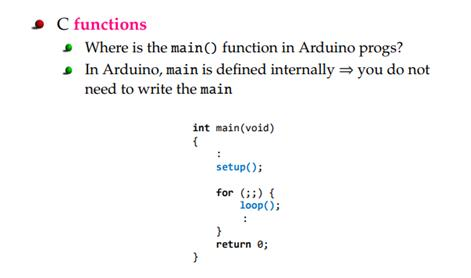 C functions
Where is the main() function in Arduino progs?
In Arduino, main is defined internally ⇒ you do not
need to write the main
int main(void)
{
:
setup();
for (;;) {
loop();
:
}
return 0;
}